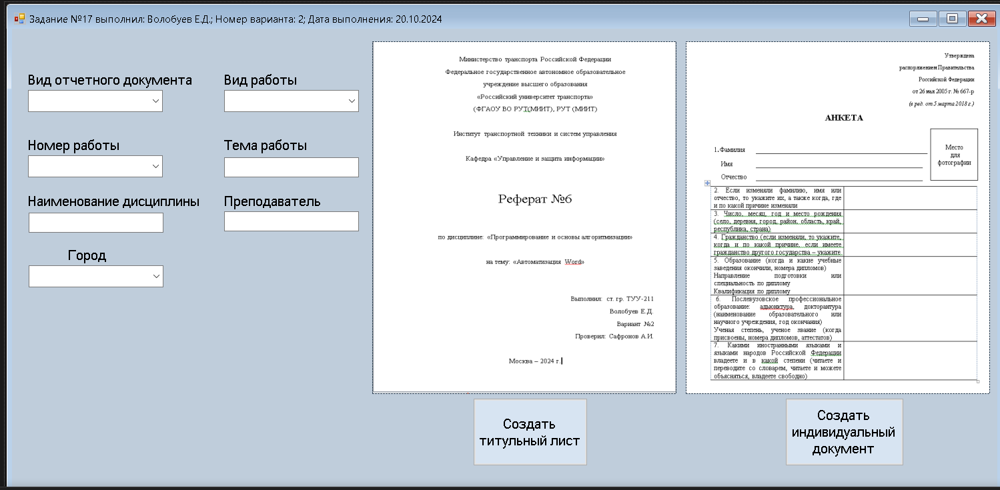 Задание №17 выполнил: Волобуев Е.Д.; Номер варианта: 2; Дата выполнения: 20.10.2024
Вид отчетного документа
Вид работы
Номер работы
Тема работы
Наименование дисциплины
Преподаватель
Город
Министерство транспорта Российской Федерации
Федеральное государственное автономное образовательное
учреждение высшего образования
«Российский университет транспорта»
(ФГАОУ ВО РУТ(МИИТ), РУТ (МИИТ)
Институт транспортной техники и систем управления
Кафедра «Управление и защита информации»
Реферат №6
по дисциплине: «Программирование и основы алгоритмизации»
на тему: «Автоматизация Word»
Выполнил: ст. гр. ТУУ-211
Волобуев Е.Д.
Вариант №2
Проверил: Сафронов А.И.
Москва – 2024 г.
Создать
титульный лист
Утверждена
распоряжением Правительства
Российской Федерации
от 26 мая 2005 г. № 667-р
(в ред. от 5 марта 2018 г.)
АНКЕТА
Место
для
фотографии
1.Фамилия
Имя
Отчество
2. Если изменяли фамилию, имя или
отчество, то укажите их, а также когда, где
и по какой причине изменяли
3. Число, месяц, год и место рождения
(село, деревня, город, район, область, край,
республика, страна)
4. Гражданство (если изменяли, то укажите,
когда и по какой причине, если имеете
гражданство другого государства – укажите
5. Образование (когда и какие учебные
заведения окончили, номера дипломов)
Направление подготовки или
специальность по диплому
Квалификация по диплому
6. Послевузовское профессиональное
образование: адъюнктура, докторантура
(наименование образовательного или
научного учреждения, год окончания)
Ученая степень, ученое звание (когда
присвоены, номера дипломов, аттестатов)
7. Какими иностранными языками и
языками народов Российской Федерации
владеете и в какой степени (читаете и
переводите со словарем, читаете и можете
объясняться, владеете свободно)
Создать
индивидуальный
документ